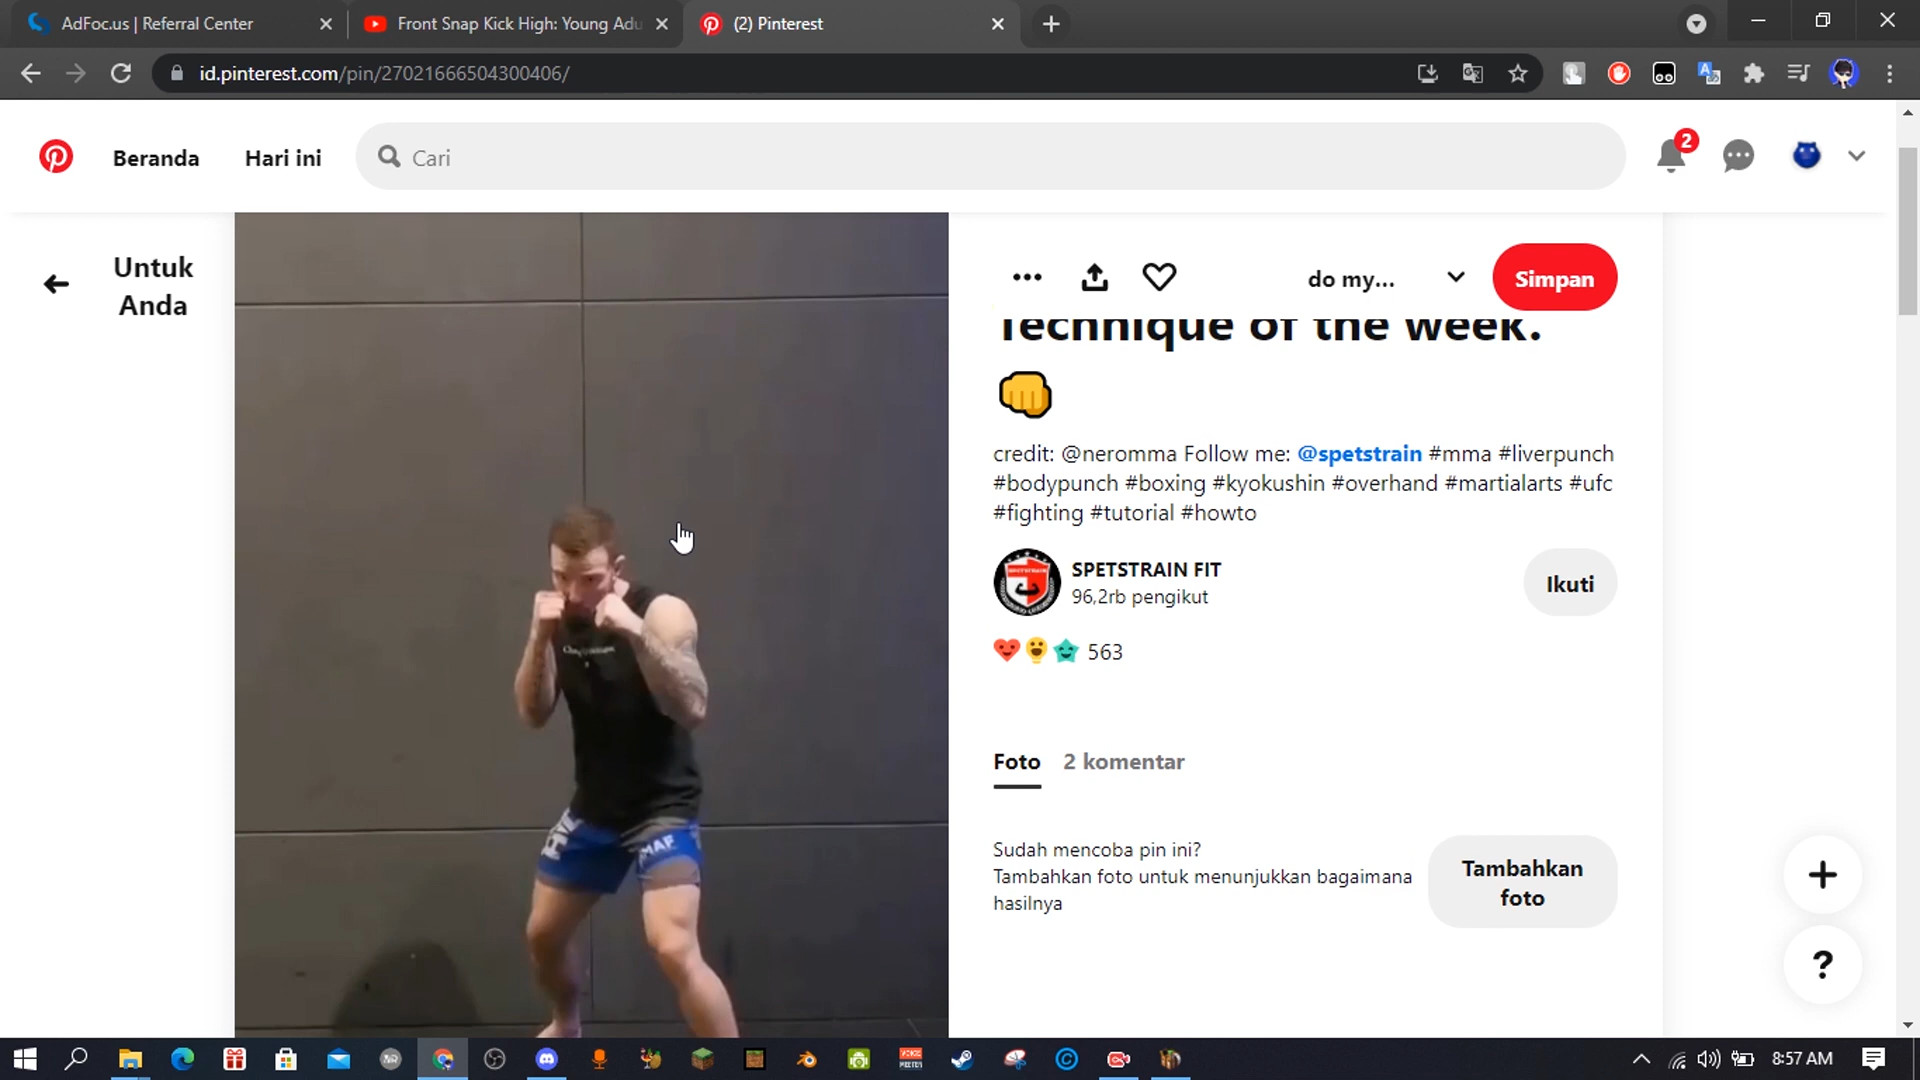 AdFoc.us | Referral Center
Front Snap Kick High: Young Adu
(2) Pinterest
id.pinterest.com/pin/27021666504300406/
Beranda
Hari ini
Cari
2
Untuk
Anda
do my...
Simpan
Technique of the week.
credit: @neromma Follow me: @spetstrain #mma #liverpunch
#bodypunch #boxing #kyokushin #overhand #martialarts #ufc
#fighting #tutorial #howto
SPETSTRAIN FIT
96,2rb pengikut
Ikuti
563
Foto
2 komentar
Sudah mencoba pin ini?
Tambahkan foto untuk menunjukkan bagaimana
hasilnya
Tambahkan
foto
8:57 AM